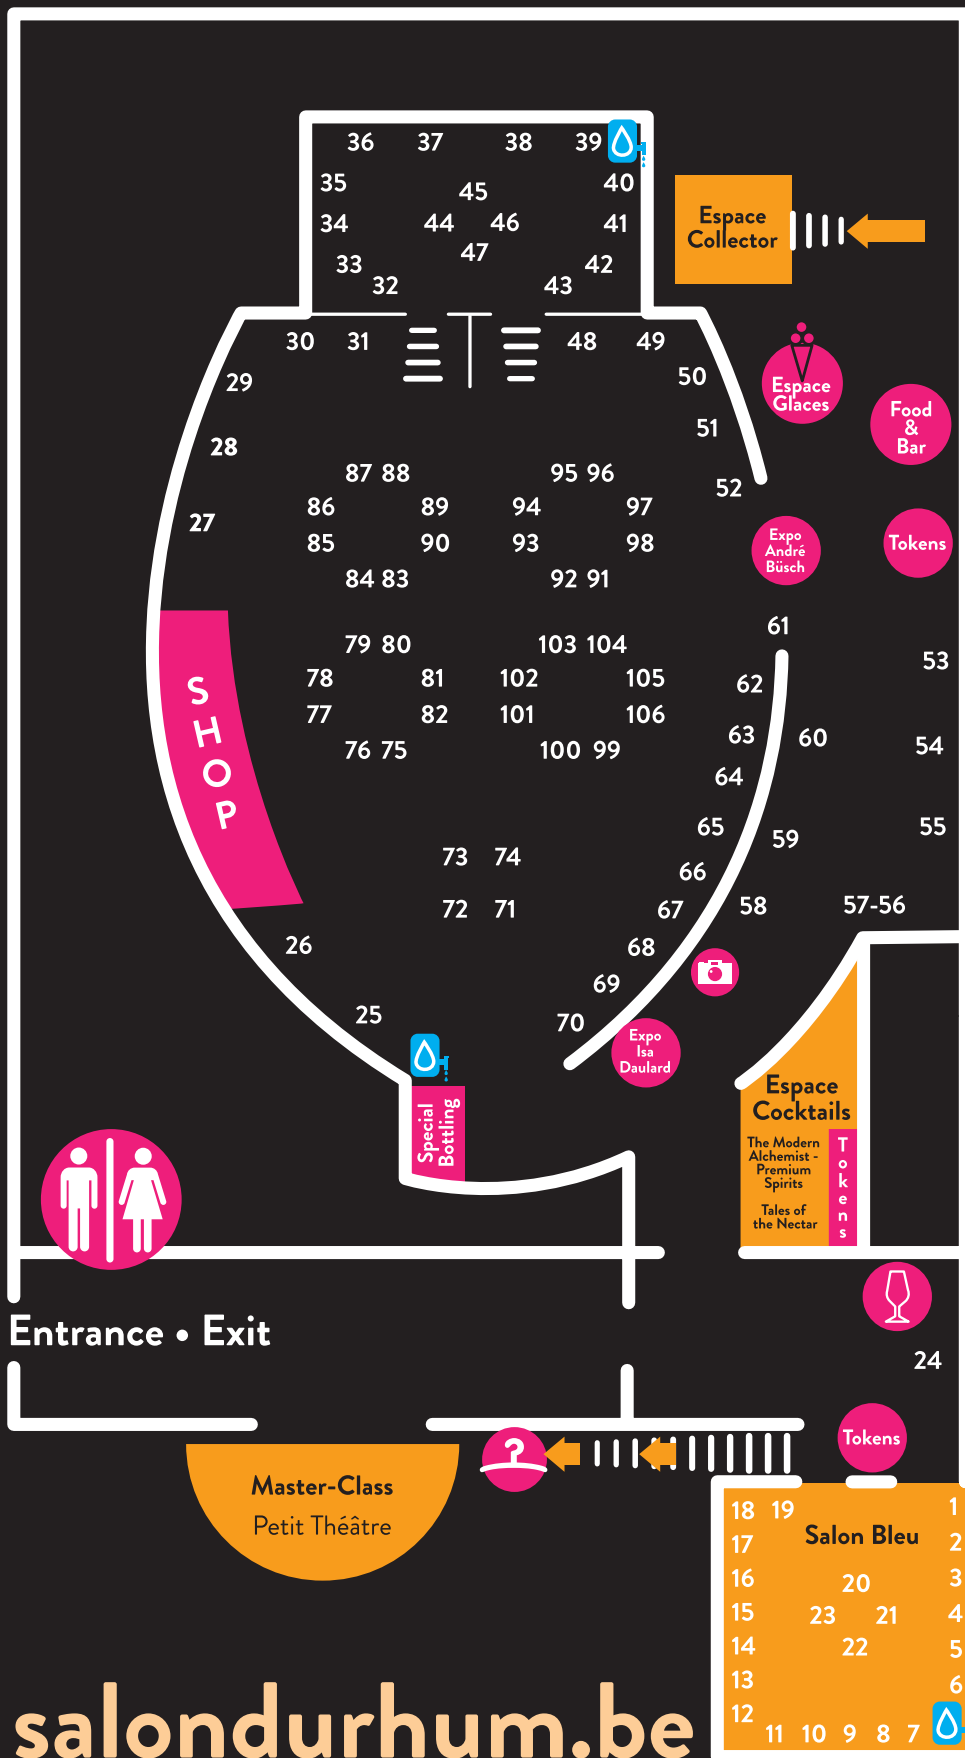 36 37 38 39
35 45 40
34 44 46 41
33 47 42
32 43
Espace
Collector
30 31 48 49
29 50
28 51
27 52
Espace
Glaces
Food
&
Bar
87 88 95 96
86 89 94 97
85 90 93 98
84 83 92 91
Expo
André
Büsch
Tokens
79 80 103 104
78 81 102 105
77 82 101 106
76 75 100 99
61
62
63 60
64
65 59
66
67 58
68
69
70
53
54
55
57-56
SHOP
73 74
72 71
26
25
Expo
Isa
Daulard
Special
Bottling
Espace
Cocktails
The Modern
Alchemist -
Premium
Spirits
Tales of
the Nectar
Tokens
Entrance • Exit
24
Tokens
Master-Class
Petit Théâtre
18 19 1
Salon Bleu
17 2
16 20 3
15 23 21 4
14 22 5
13 6
12
11 10 9 8 7
salondurhum.be